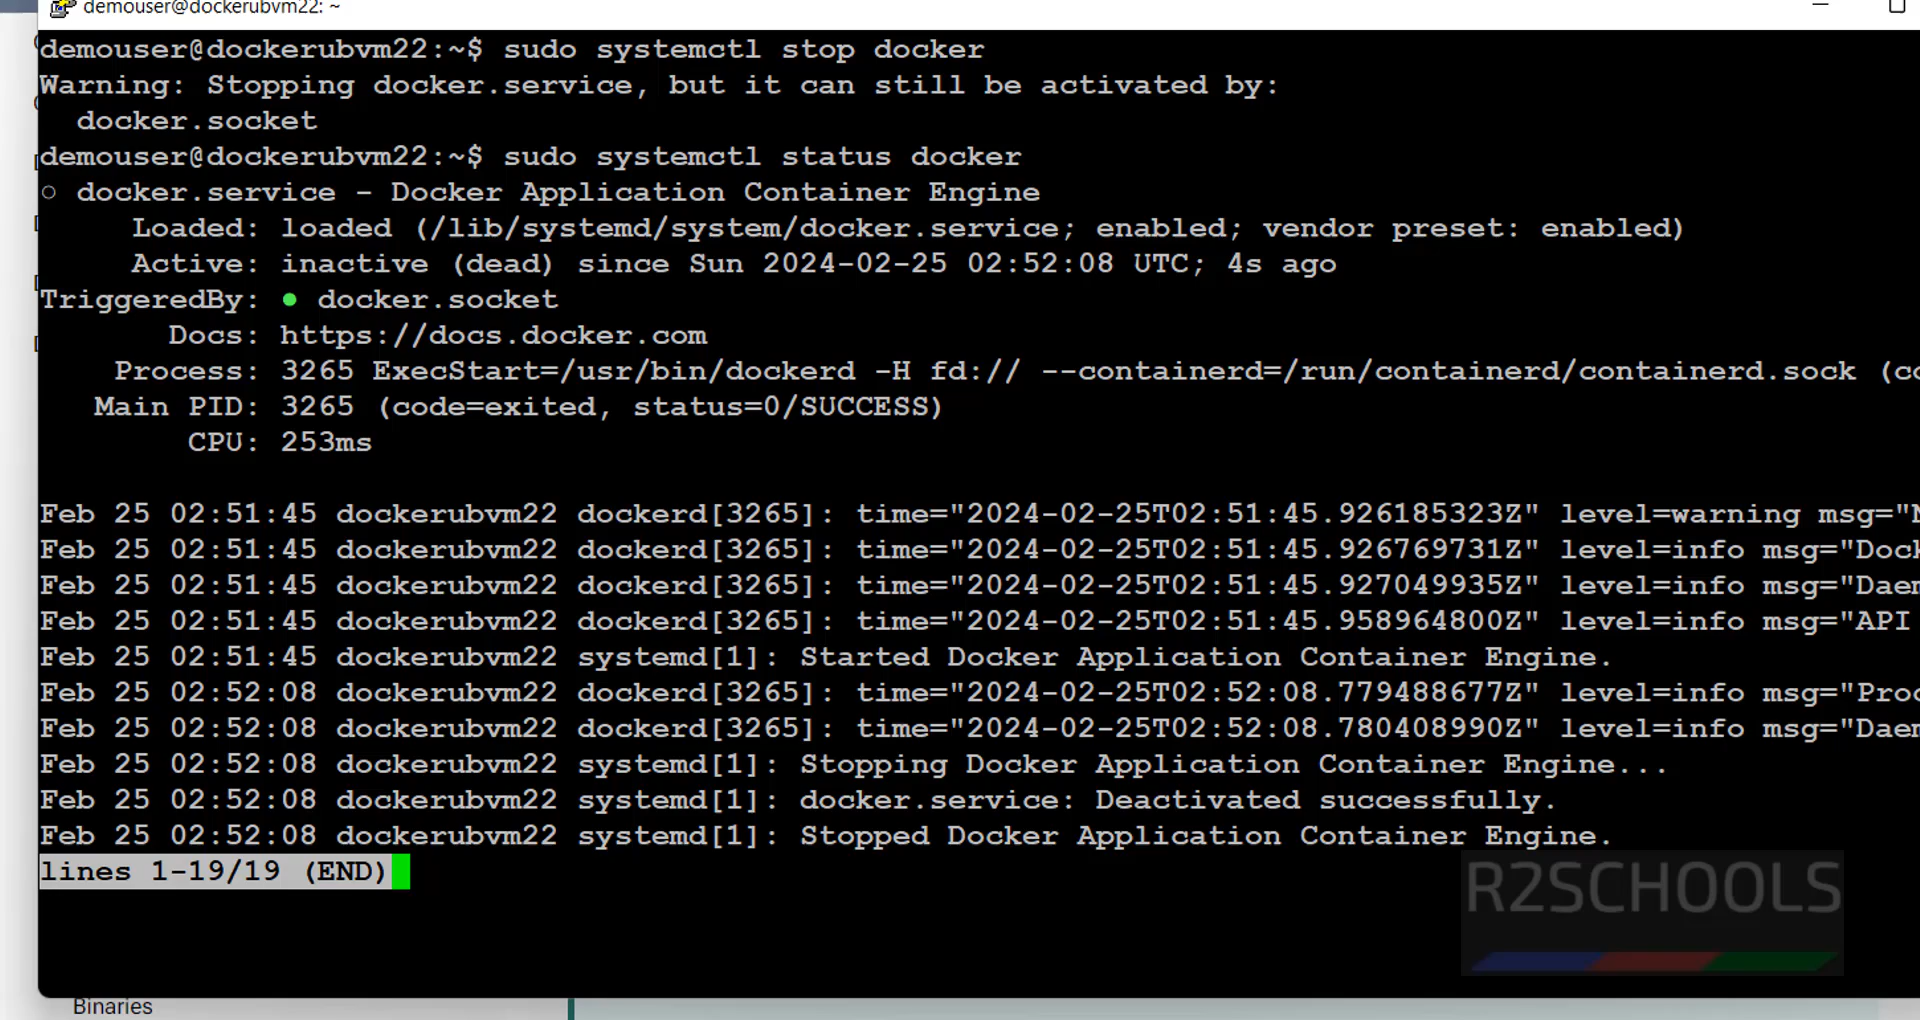 demouser@dockerubvm22: ~
demouser@dockerubvm22:~$ sudo systemctl stop docker
Warning: Stopping docker.service, but it can still be activated by:
  docker.socket
demouser@dockerubvm22:~$ sudo systemctl status docker
○ docker.service - Docker Application Container Engine
     Loaded: loaded (/lib/systemd/system/docker.service; enabled; vendor preset: enabled)
     Active: inactive (dead) since Sun 2024-02-25 02:52:08 UTC; 4s ago
TriggeredBy: ● docker.socket
       Docs: https://docs.docker.com
    Process: 3265 ExecStart=/usr/bin/dockerd -H fd:// --containerd=/run/containerd/containerd.sock (co
   Main PID: 3265 (code=exited, status=0/SUCCESS)
        CPU: 253ms
Feb 25 02:51:45 dockerubvm22 dockerd[3265]: time="2024-02-25T02:51:45.926185323Z" level=warning msg="
Feb 25 02:51:45 dockerubvm22 dockerd[3265]: time="2024-02-25T02:51:45.926769731Z" level=info msg="Dock
Feb 25 02:51:45 dockerubvm22 dockerd[3265]: time="2024-02-25T02:51:45.927049935Z" level=info msg="Daem
Feb 25 02:51:45 dockerubvm22 dockerd[3265]: time="2024-02-25T02:51:45.958964800Z" level=info msg="API
Feb 25 02:51:45 dockerubvm22 systemd[1]: Started Docker Application Container Engine.
Feb 25 02:52:08 dockerubvm22 dockerd[3265]: time="2024-02-25T02:52:08.779488677Z" level=info msg="Proc
Feb 25 02:52:08 dockerubvm22 dockerd[3265]: time="2024-02-25T02:52:08.780408990Z" level=info msg="Daem
Feb 25 02:52:08 dockerubvm22 systemd[1]: Stopping Docker Application Container Engine...
Feb 25 02:52:08 dockerubvm22 systemd[1]: docker.service: Deactivated successfully.
Feb 25 02:52:08 dockerubvm22 systemd[1]: Stopped Docker Application Container Engine.
lines 1-19/19 (END)
R2SCHOOLS
Binaries